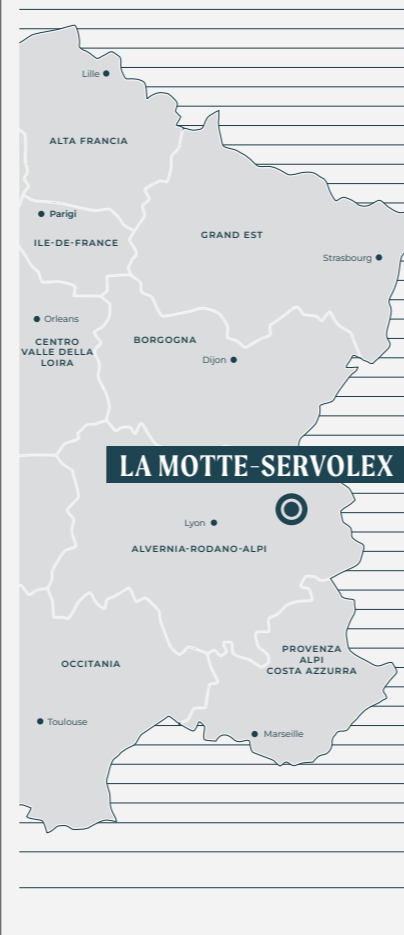 Lille
ALTA FRANCIA
Parigi
ILE-DE-FRANCE
GRAND EST
Strasbourg
Orleans
CENTRO
VALLE DELLA
LOIRA
BORGOGNA
Dijon
LA MOTTE-SERVOLEX
Lyon
ALVERNIA-RODANO-ALPI
OCCITANIA
PROVENZA
ALPI
COSTA AZZURRA
Toulouse
Marseille